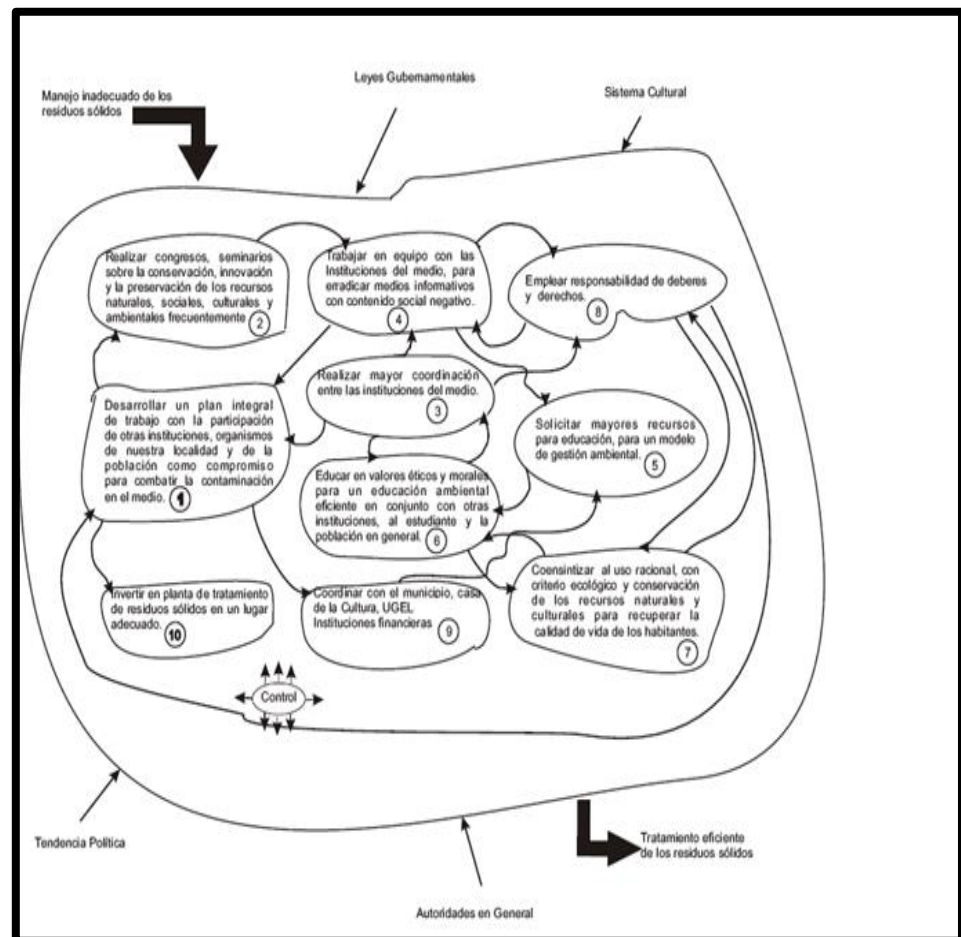 Leyes Gubernamentales
Manejo inadecuado de los
residuos sólidos
Sistema Cultural
Realizar congresos, seminarios
sobre la conservación, innovación
y la preservación de los recursos
naturales, sociales, culturales y
ambientales frecuentemente 2
Trabajar en equipo con las
Instituciones del medio, para
erradicar medios informativos
con contenido social negativo.
4
Emplear responsabilidad de deberes
y derechos.
8
Realizar mayor coordinación
entre las instituciones del medio.
3
Desarrollar un plan integral
de trabajo con la participación
de otras instituciones, organismos
de nuestra localidad y de la
población como compromiso
para combatir la contaminación
en el medio. 1
Solicitar mayores recursos
para educación, para un modelo
de gestión ambiental. 5
Educar en valores éticos y morales
para un educación ambiental
eficiente en conjunto con otras
instituciones, al estudiante y la
población en general. 6
Invertir en planta de tratamiento
de residuos sólidos en un lugar
adecuado. 10
Coordinar con el municipio, casa
de la Cultura, UGEL
Instituciones financieras 9
Coensintizar al uso racional, con
criterio ecológico y conservación
de los recursos naturales y
culturales para recuperar la
calidad de vida de los habitantes.
7
Control
Tendencia Política
Tratamiento eficiente
de los residuos sólidos
Autoridades en General